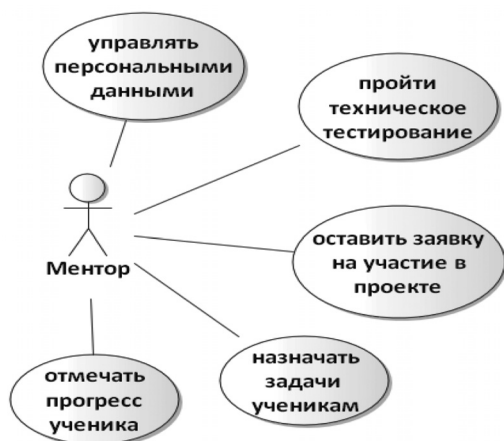 управлять
персональными
данными
пройти
техническое
тестирование
Ментор
оставить заявку
на участие в
проекте
назначать
задачи
ученикам
отмечать
прогресс
ученика